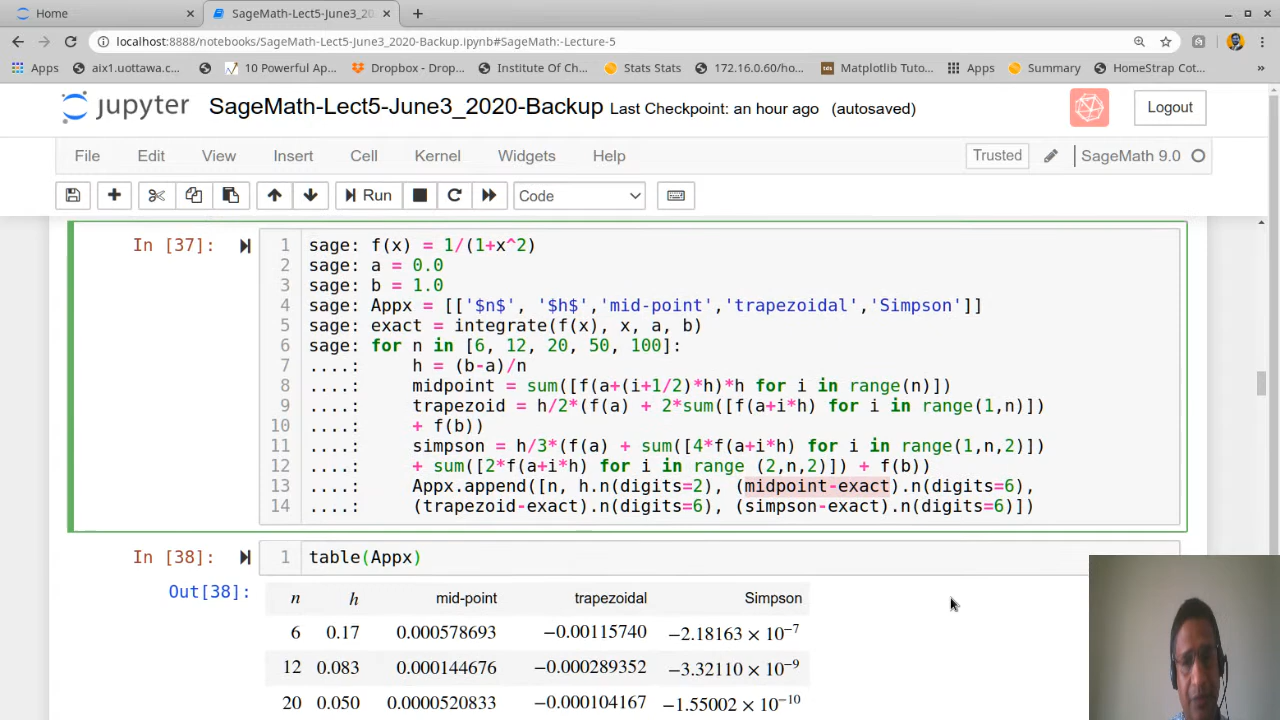 Home
SageMath-Lect5-June3_20
localhost:8888/notebooks/SageMath-Lect5-June3_2020-Backup.ipynb#SageMath:-Lecture-5
Apps aix1.uottawa.c... 10 Powerful Ap... Dropbox - Drop... Institute Of Ch... Stats Stats 172.16.0.60/ho... Matplotlib Tuto... Apps Summary HomeStrap Cot... »
jupyter SageMath-Lect5-June3_2020-Backup Last Checkpoint: an hour ago (autosaved) Logout
File Edit View Insert Cell Kernel Widgets Help Trusted SageMath 9.0
Run Code
In [37]:
1 sage: f(x) = 1/(1+x^2)
2 sage: a = 0.0
3 sage: b = 1.0
4 sage: Appx = [['$n$', '$h$','mid-point','trapezoidal','Simpson']]
5 sage: exact = integrate(f(x), x, a, b)
6 sage: for n in [6, 12, 20, 50, 100]:
7 ....: h = (b-a)/n
8 ....: midpoint = sum([f(a+(i+1/2)*h)*h for i in range(n)])
9 ....: trapezoid = h/2*(f(a) + 2*sum([f(a+i*h) for i in range(1,n)])
10 ....: + f(b))
11 ....: simpson = h/3*(f(a) + sum([4*f(a+i*h) for i in range(1,n,2)])
12 ....: + sum([2*f(a+i*h) for i in range (2,n,2)]) + f(b))
13 ....: Appx.append([n, h.n(digits=2), (midpoint-exact).n(digits=6),
14 ....: (trapezoid-exact).n(digits=6), (simpson-exact).n(digits=6)])
In [38]:
1 table(Appx)
Out[38]:
n h mid-point trapezoidal Simpson
6 0.17 0.000578693 −0.00115740 −2.18163 × 10⁻⁷
12 0.083 0.000144676 −0.000289352 −3.32110 × 10⁻⁹
20 0.050 0.0000520833 −0.000104167 −1.55002 × 10⁻¹⁰